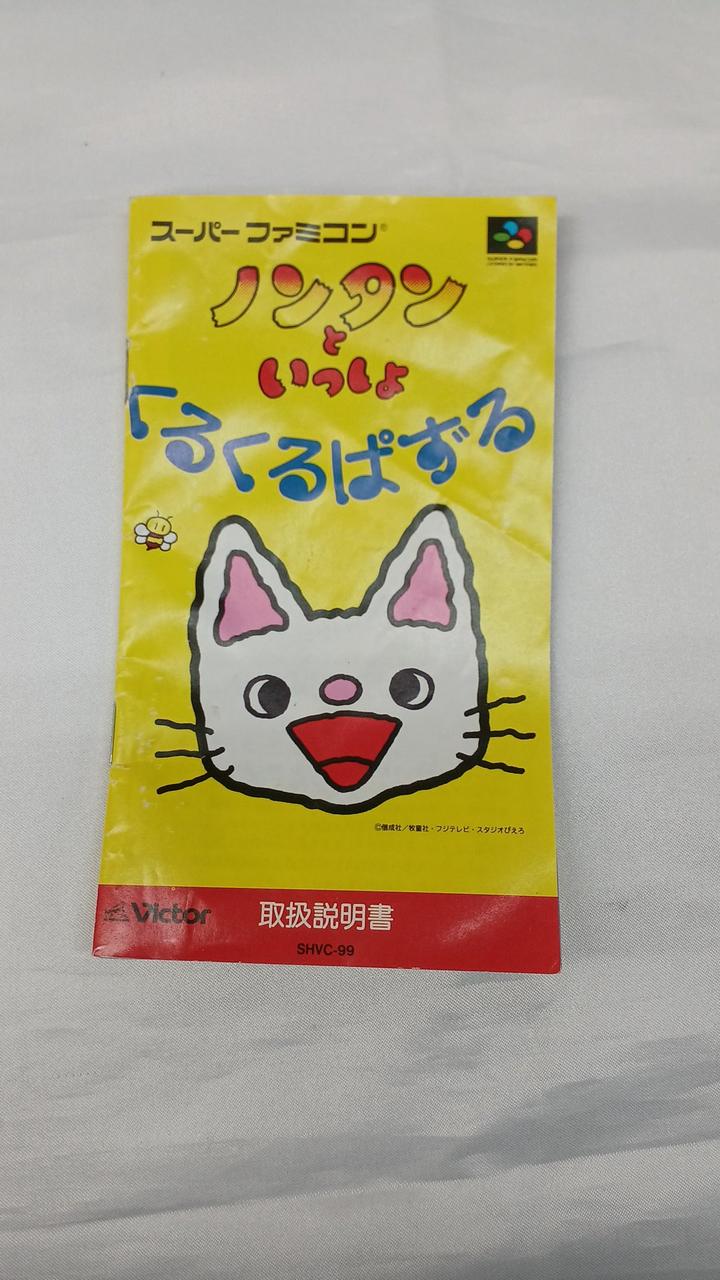 スーパーファミコン®
ノンタン
と
いっしょ
くるくるぱずる
©偕成社/牧童社・フジテレビ・スタジオぴえろ
Victor 取扱説明書
SHVC-99